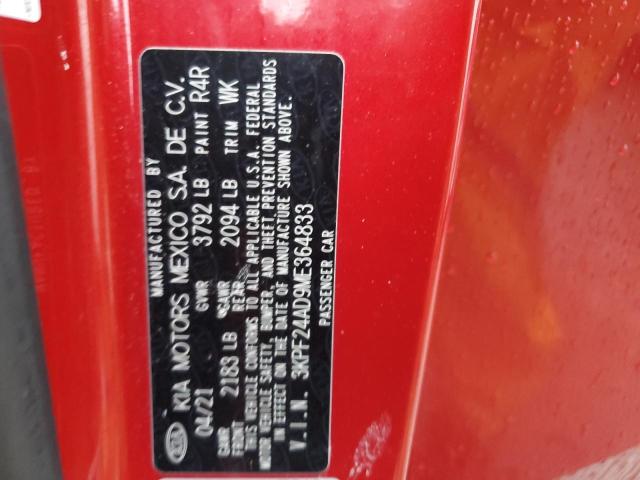 MANUFACTURED BY
KIA KIA MOTORS MEXICO S.A. DE C.V.
04/21 GVWR 3792 LB PAINT R4R
GAWR FRONT 2183 LB GAWR REAR 2094 LB TRIM WK
THIS VEHICLE CONFORMS TO ALL APPLICABLE U.S.A. FEDERAL
MOTOR VEHICLE SAFETY, BUMPER, AND THEFT PREVENTION STANDARDS
IN EFFECT ON THE DATE OF MANUFACTURE SHOWN ABOVE.
V.I.N. 3KPF24AD9ME364833
PASSENGER CAR